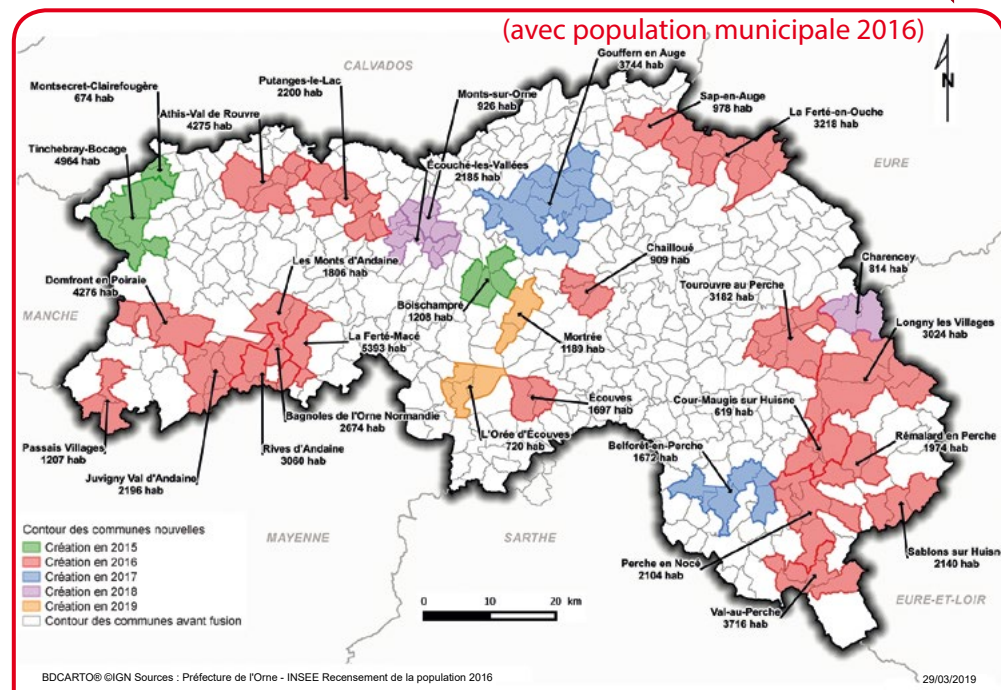 (avec population municipale 2016)
CALVADOS
Gouffern en Auge
3744 hab
N
Montsecret-Clairefougère
674 hab
Putanges-le-Lac
2200 hab
Monts-sur-Orne
926 hab
Sap-en-Auge
978 hab
La Ferté-en-Ouche
3218 hab
Athis-Val de Rouvre
4275 hab
Tinchebray-Bocage
4964 hab
Écouché-les-Vallées
2185 hab
EURE
Les Monts d'Andaine
1806 hab
Chailloué
909 hab
Charencey
814 hab
Domfront en Poiraie
4276 hab
Tourouvre au Perche
3182 hab
Boischampré
1208 hab
MANCHE
La Ferté-Macé
5393 hab
Mortrée
1189 hab
Longny les Villages
3024 hab
Écouves
1697 hab
Cour-Maugis sur Huisne
619 hab
Bagnoles de l'Orne Normandie
2674 hab
L'Orée d'Écouves
720 hab
Rémalard en Perche
1974 hab
Passais Villages
1207 hab
Rives d'Andaine
3060 hab
Belforêt-en-Perche
1672 hab
Juvigny Val d'Andaine
2196 hab
Contour des communes nouvelles
Création en 2015
Création en 2016
Création en 2017
Création en 2018
Création en 2019
Contour des communes avant fusion
MAYENNE
SARTHE
Sablons sur Huisne
2140 hab
Perche en Nocé
2104 hab
EURE-ET-LOIR
Val-au-Perche
3716 hab
0 10 20 km
BDCARTO® ©IGN Sources : Préfecture de l'Orne - INSEE Recensement de la population 2016
29/03/2019